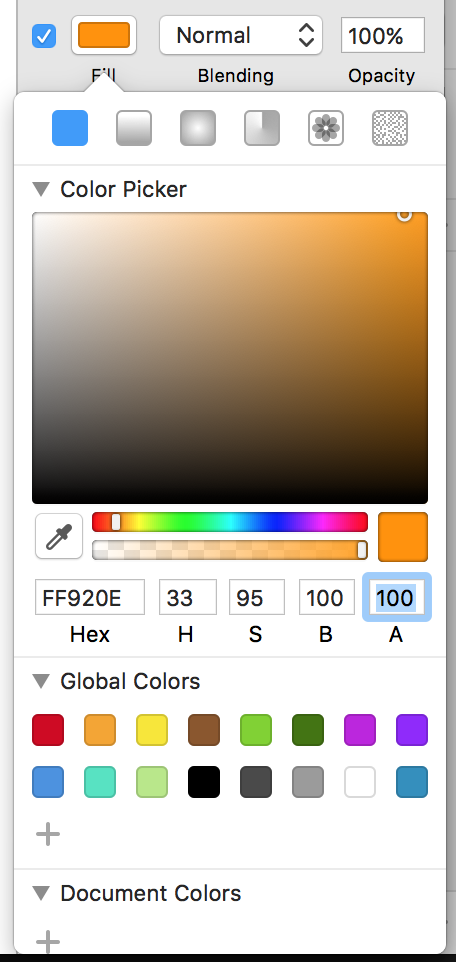 Normal
100%
Fill
Blending
Opacity
Color Picker
FF920E
33
95
100
100
Hex
H
S
B
A
Global Colors
Document Colors